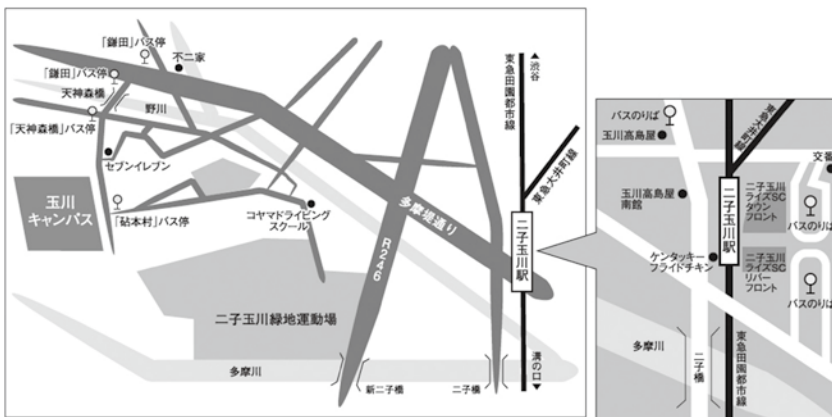 「鎌田」バス停
不二家
「鎌田」バス停
天神森橋
野川
「天神森橋」バス停
セブンイレブン
玉川
キャンパス
「砧本村」バス停
コヤマドライビング
スクール
多摩堤通り
R246
二子玉川緑地運動場
多摩川
新二子橋
二子橋
▲渋谷
東急田園都市線
東急大井町線
二子玉川駅
溝の口▼
バスのりば
玉川高島屋
東急大井町線
交番
玉川高島屋
南館
二子玉川駅
二子玉川
ライズSC
タウン
フロント
バスのりば
ケンタッキー
フライドチキン
二子玉川
ライズSC
リバー
フロント
バスのりば
多摩川
二子橋
東急田園都市線